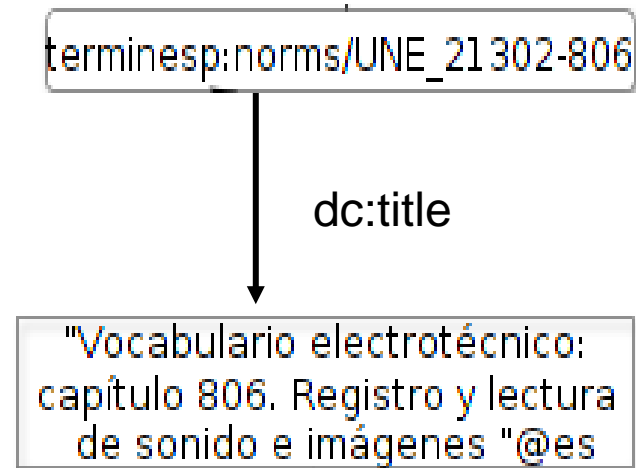 terminesp:norms/UNE_21302-806
dc:title
"Vocabulario electrotécnico:
capítulo 806. Registro y lectura
de sonido e imágenes "@es